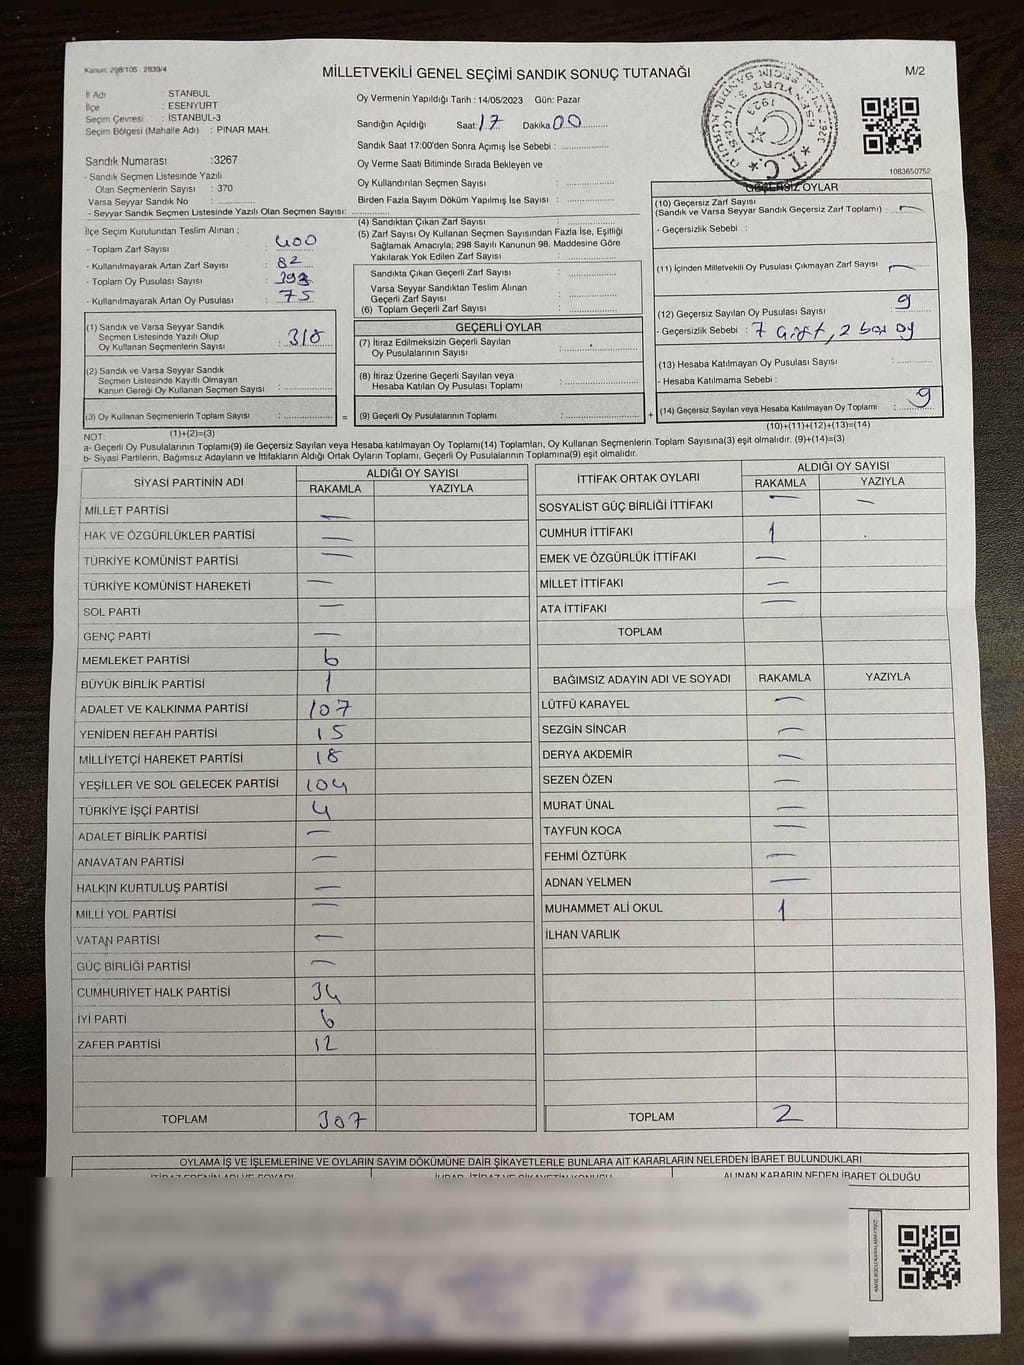 Kanun: 298/105 2839/4
MİLLETVEKİLİ GENEL SEÇİMİ SANDIK SONUÇ TUTANAĞI
M/2
İl Adı : STANBUL
İlçe : ESENYURT
Seçim Çevresi : İSTANBUL-3
Seçim Bölgesi (Mahalle Adı) : PINAR MAH.
Sandık Numarası :3267
- Sandık Seçmen Listesinde Yazılı
Olan Seçmenlerin Sayısı : 370
Varsa Seyyar Sandık No :
- Seyyar Sandık Seçmen Listesinde Yazılı Olan Seçmen Sayısı:
Oy Vermenin Yapıldığı Tarih : 14/05/2023 Gün: Pazar
Sandığın Açıldığı Saat: 17 Dakika 00
Sandık Saat 17:00'den Sonra Açımış İse Sebebi :
Oy Verme Saati Bitiminde Sırada Bekleyen ve
Oy Kullandırılan Seçmen Sayısı :
Birden Fazla Sayım Döküm Yapılmış İse Sayısı :
T.C.
1923
3267
1083650752
İlçe Seçim Kurulundan Teslim Alınan ;
- Toplam Zarf Sayısı : 400
- Kullanılmayarak Artan Zarf Sayısı : 82
- Toplam Oy Pusulası Sayısı : 393
- Kullanılmayarak Artan Oy Pusulası : 75
(4) Sandıktan Çıkan Zarf Sayısı :
(5) Zarf Sayısı Oy Kullanan Seçmen Sayısından Fazla İse, Eşitliği
Sağlamak Amacıyla; 298 Sayılı Kanunun 98. Maddesine Göre
Yakılarak Yok Edilen Zarf Sayısı :
Sandıkta Çıkan Geçerli Zarf Sayısı :
Varsa Seyyar Sandıktan Teslim Alınan
Geçerli Zarf Sayısı :
(6) Toplam Geçerli Zarf Sayısı :
GEÇERSİZ OYLAR
(10) Geçersiz Zarf Sayısı
(Sandık ve Varsa Seyyar Sandık Geçersiz Zarf Toplamı) : —
- Geçersizlik Sebebi :
(11) İçinden Milletvekili Oy Pusulası Çıkmayan Zarf Sayısı —
(12) Geçersiz Sayılan Oy Pusulası Sayısı 9
- Geçersizlik Sebebi : 7 çift, 2 boş oy
(13) Hesaba Katılmayan Oy Pusulası Sayısı :
- Hesaba Katılmama Sebebi :
(14) Geçersiz Sayılan veya Hesaba Katılmayan Oy Toplamı : 9
(10)+(11)+(12)+(13)=(14)
(1) Sandık ve Varsa Seyyar Sandık
Seçmen Listesinde Yazılı Olup
Oy Kullanan Seçmenlerin Sayısı : 318
(2) Sandık ve Varsa Seyyar Sandık
Seçmen Listesinde Kayıtlı Olmayan
Kanun Gereği Oy Kullanan Seçmen Sayısı :
(3) Oy Kullanan Seçmenlerin Toplam Sayısı : =
(1)+(2)=(3)
GEÇERLİ OYLAR
(7) İtiraz Edilmeksizin Geçerli Sayılan
Oy Pusulalarının Sayısı :
(8) İtiraz Üzerine Geçerli Sayılan veya
Hesaba Katılan Oy Pusulası Toplamı :
(9) Geçerli Oy Pusulalarının Toplamı : +
NOT:
a- Geçerli Oy Pusulalarının Toplamı(9) ile Geçersiz Sayılan veya Hesaba katılmayan Oy Toplamı(14) Toplamları, Oy Kullanan Seçmenlerin Toplam Sayısına(3) eşit olmalıdır. (9)+(14)=(3)
b- Siyasi Partilerin, Bağımsız Adayların ve İttifakların Aldığı Ortak Oyların Toplamı, Geçerli Oy Pusulalarının Toplamına(9) eşit olmalıdır.
SİYASİ PARTİNİN ADI
ALDIĞI OY SAYISI
RAKAMLA YAZIYLA
MİLLET PARTİSİ —
HAK VE ÖZGÜRLÜKLER PARTİSİ —
TÜRKİYE KOMÜNİST PARTİSİ —
TÜRKİYE KOMÜNİST HAREKETİ —
SOL PARTİ —
GENÇ PARTİ —
MEMLEKET PARTİSİ 6
BÜYÜK BİRLİK PARTİSİ 1
ADALET VE KALKINMA PARTİSİ 107
YENİDEN REFAH PARTİSİ 15
MİLLİYETÇİ HAREKET PARTİSİ 18
YEŞİLLER VE SOL GELECEK PARTİSİ 104
TÜRKİYE İŞÇİ PARTİSİ 4
ADALET BİRLİK PARTİSİ —
ANAVATAN PARTİSİ —
HALKIN KURTULUŞ PARTİSİ —
MİLLİ YOL PARTİSİ —
VATAN PARTİSİ —
GÜÇ BİRLİĞİ PARTİSİ —
CUMHURİYET HALK PARTİSİ 34
İYİ PARTİ 6
ZAFER PARTİSİ 12
TOPLAM 307
İTTİFAK ORTAK OYLARI
ALDIĞI OY SAYISI
RAKAMLA YAZIYLA
SOSYALİST GÜÇ BİRLİĞİ İTTİFAKI — —
CUMHUR İTTİFAKI 1
EMEK VE ÖZGÜRLÜK İTTİFAKI —
MİLLET İTTİFAKI —
ATA İTTİFAKI —
TOPLAM
BAĞIMSIZ ADAYIN ADI VE SOYADI RAKAMLA YAZIYLA
LÜTFÜ KARAYEL —
SEZGİN SİNCAR —
DERYA AKDEMİR —
SEZEN ÖZEN —
MURAT ÜNAL —
TAYFUN KOCA —
FEHMİ ÖZTÜRK —
ADNAN YELMEN —
MUHAMMET ALİ OKUL 1
İLHAN VARLIK
TOPLAM 2
OYLAMA İŞ VE İŞLEMLERİNE VE OYLARIN SAYIM DÖKÜMÜNE DAİR ŞİKAYETLERLE BUNLARA AİT KARARLARIN NELERDEN İBARET BULUNDUKLARI
ALINAN KARARIN NEDEN İBARET OLDUĞU